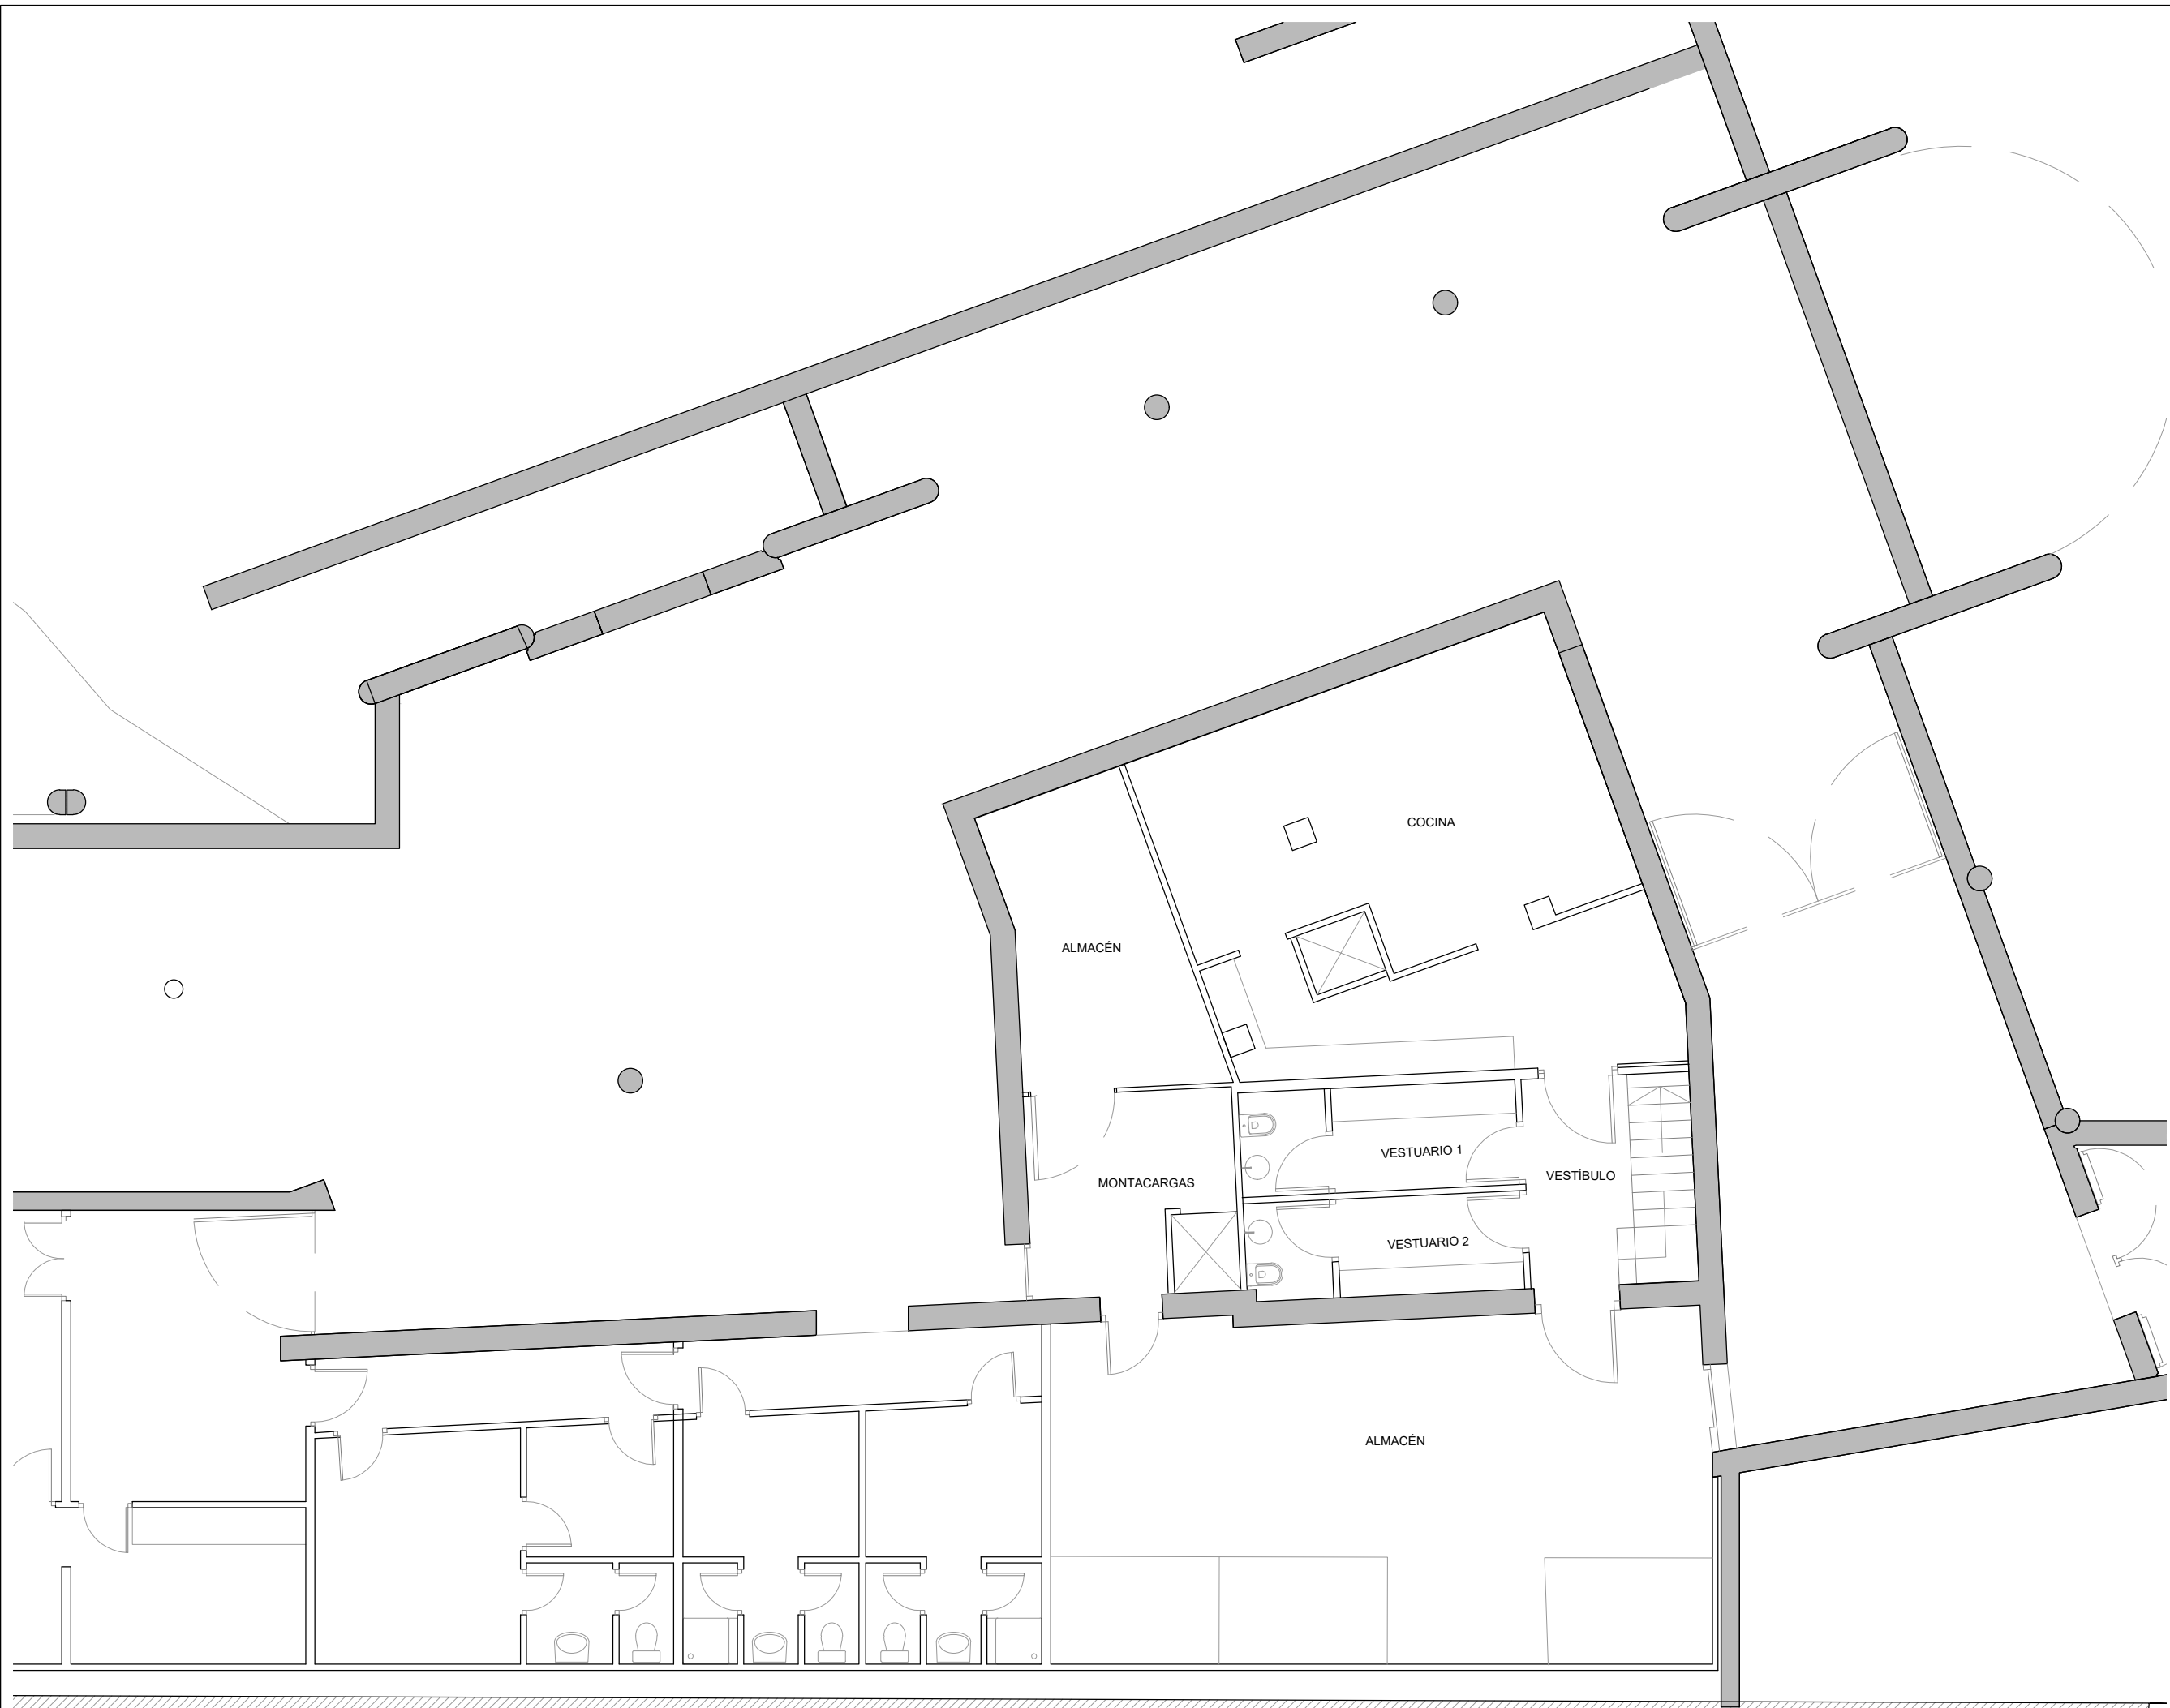 COCINA
ALMACÉN
VESTUARIO 1
VESTÍBULO
MONTACARGAS
VESTUARIO 2
ALMACÉN